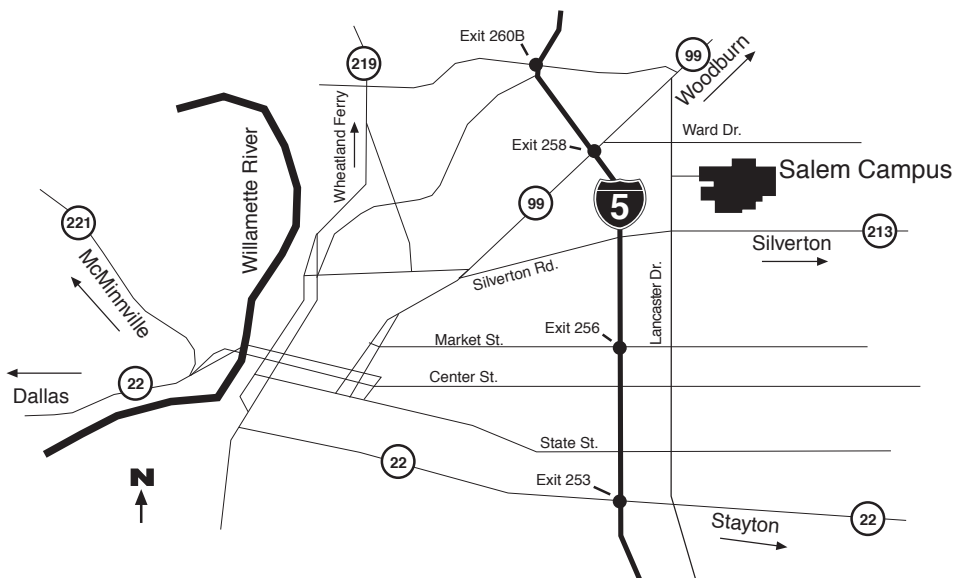 Exit 260B
99
Woodburn
219
Wheatland Ferry
Ward Dr.
Exit 258
Salem Campus
5
99
221
Willamette River
213
Silverton
McMinnville
Silverton Rd.
Lancaster Dr.
Exit 256
Market St.
Center St.
22
Dallas
State St.
22
Exit 253
N
Stayton
22